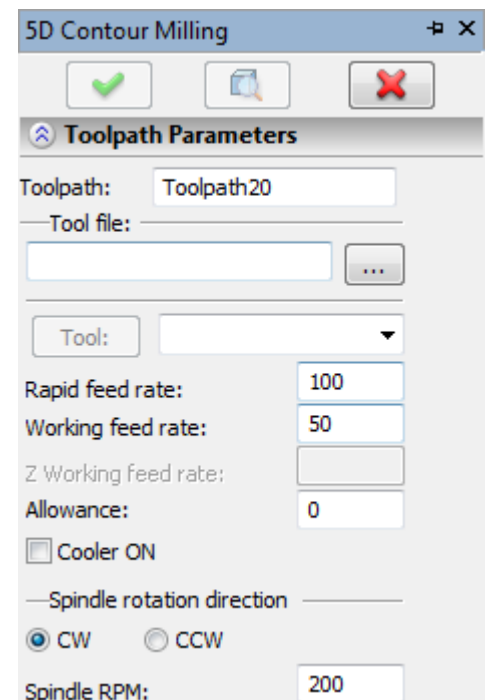 5D Contour Milling
Toolpath Parameters
Toolpath: Toolpath20
Tool file:
...
Tool:
Rapid feed rate: 100
Working feed rate: 50
Z Working feed rate:
Allowance: 0
Cooler ON
Spindle rotation direction
CW CCW
Spindle RPM: 200